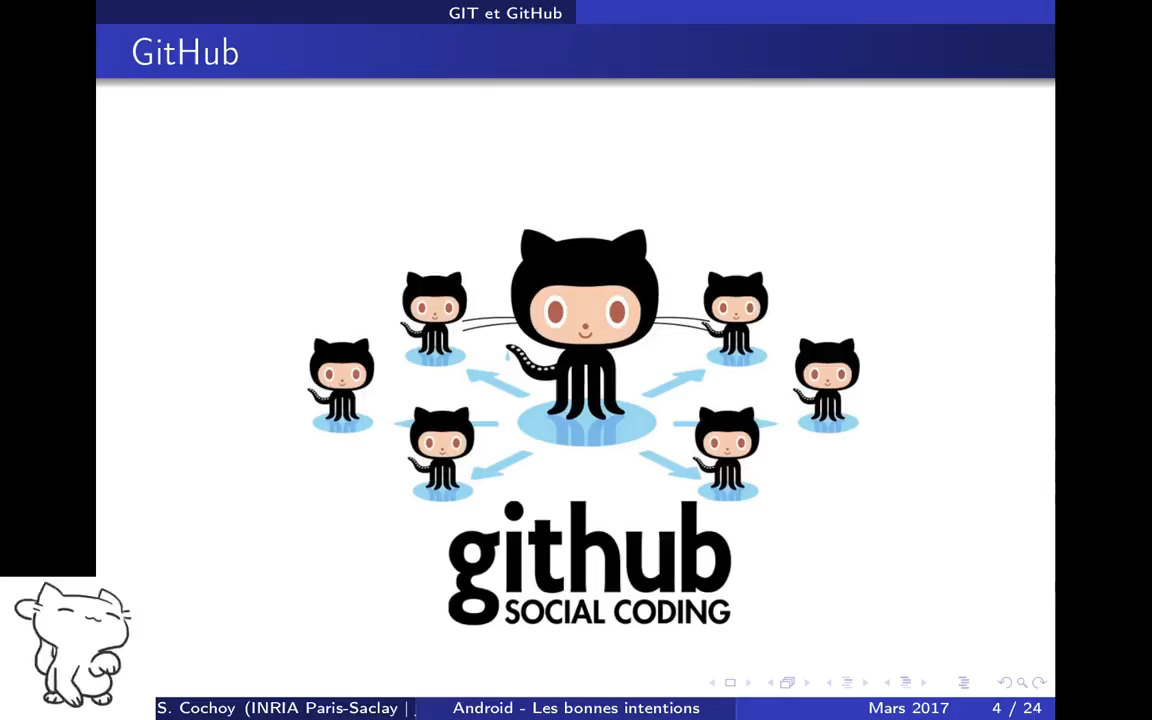 GIT et GitHub
GitHub
github
SOCIAL CODING
S. Cochoy (INRIA Paris-Saclay |
Android - Les bonnes intentions
Mars 2017
4 / 24